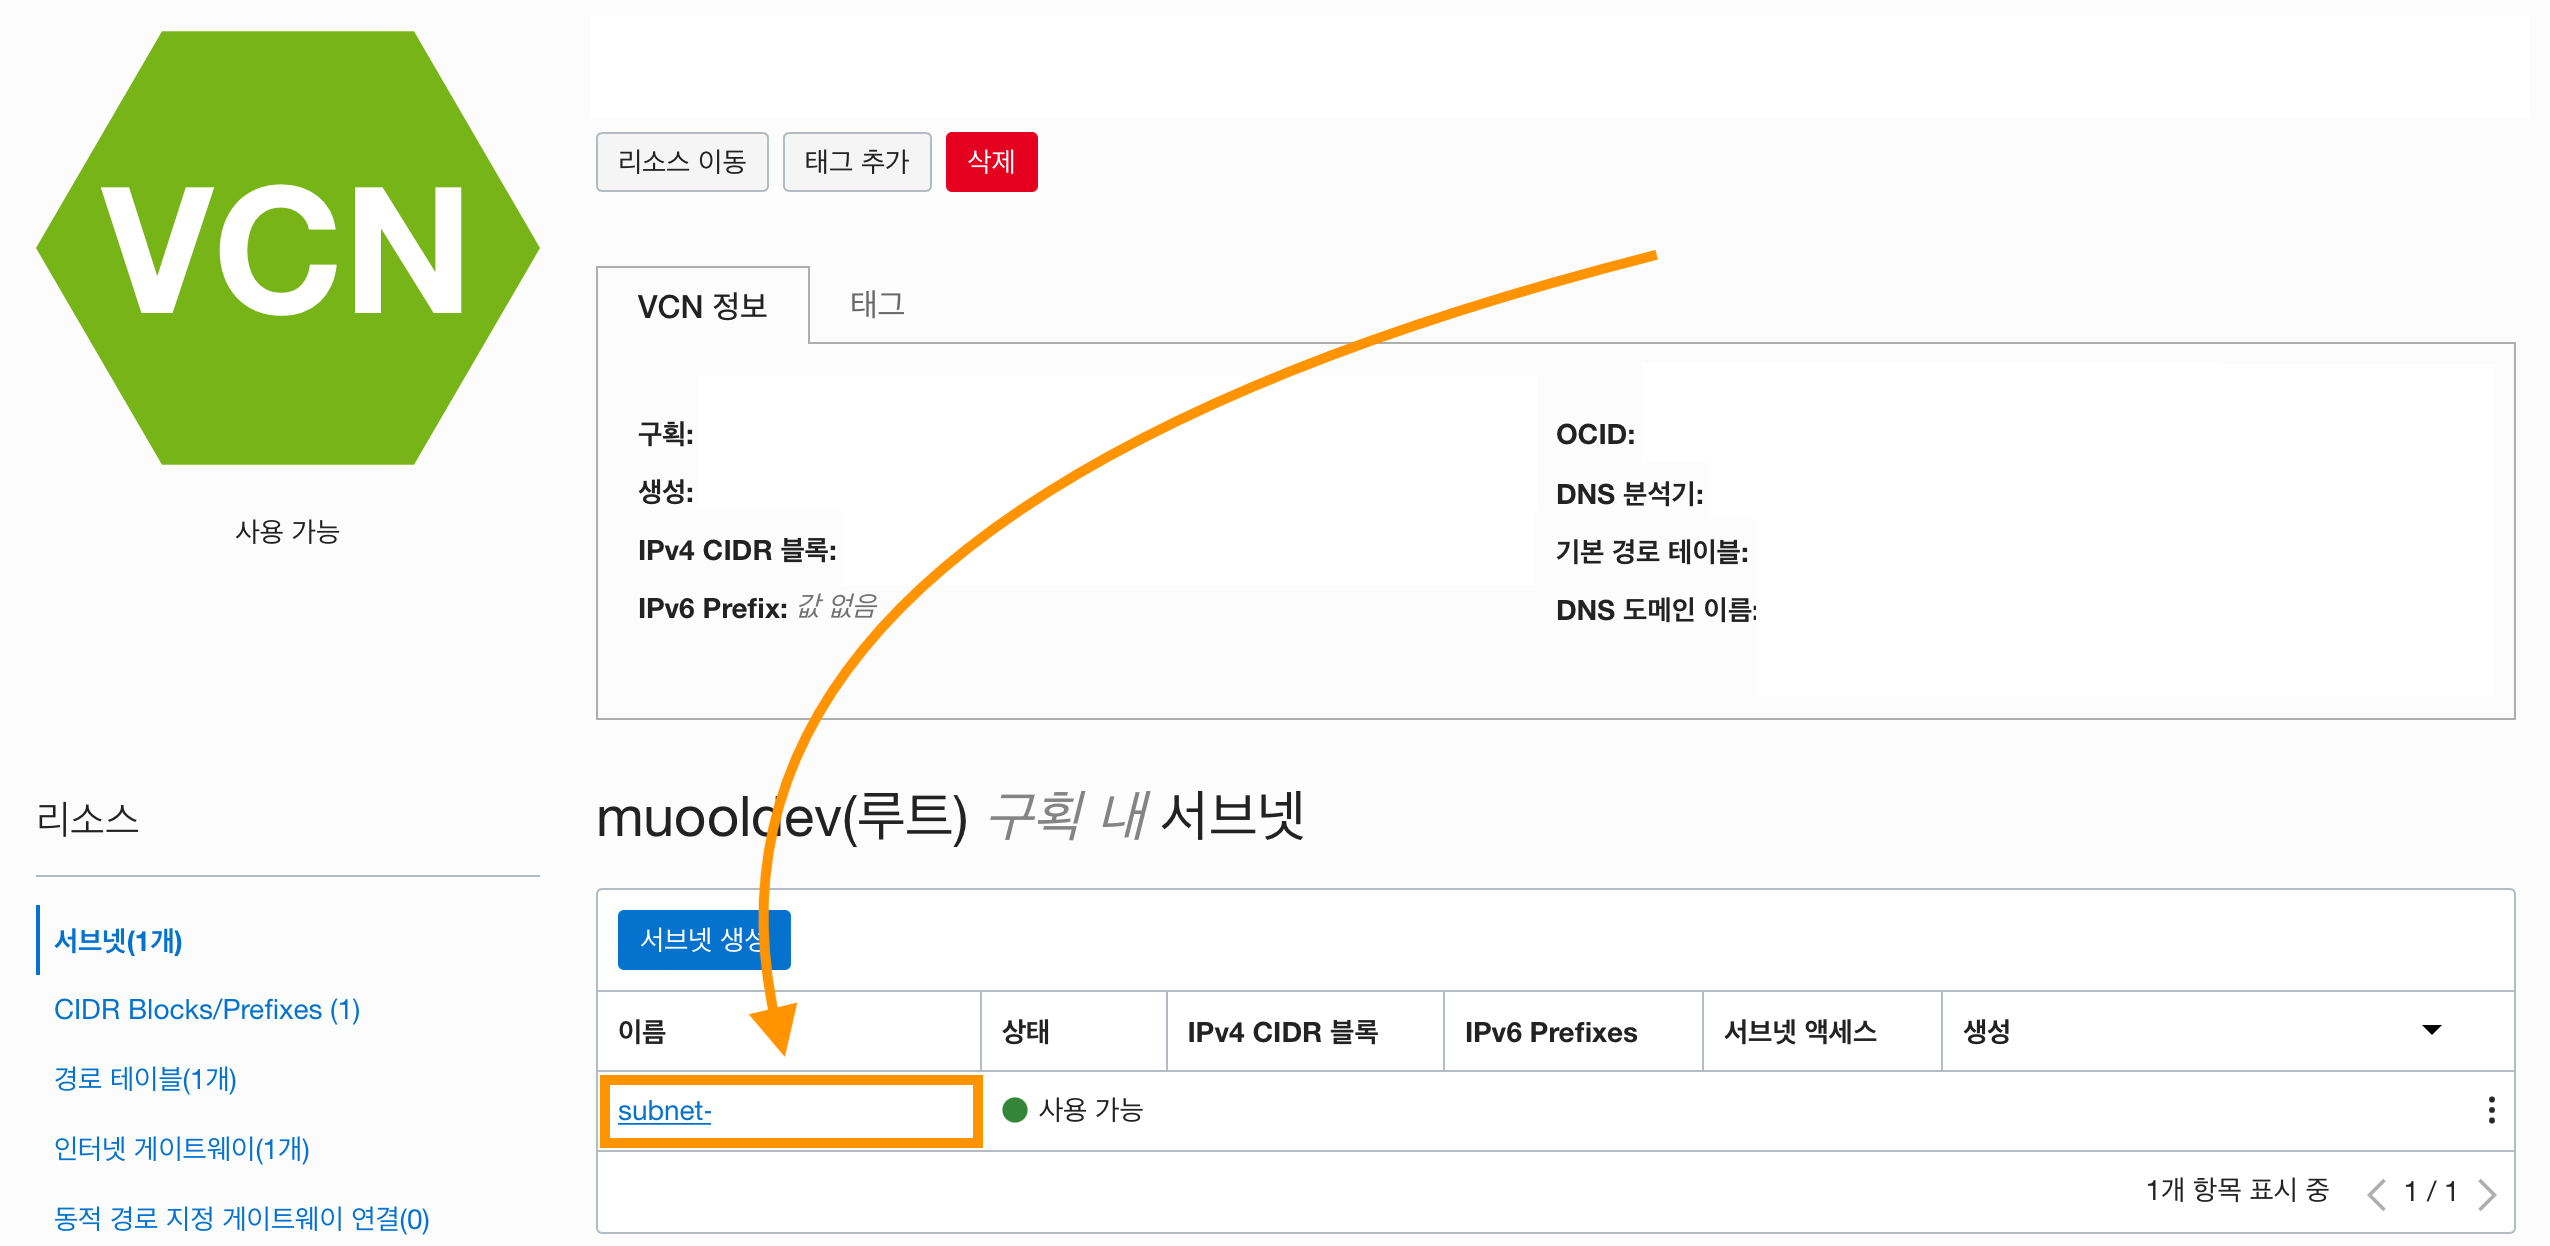 VCN
사용 가능
리소스 이동 태그 추가 삭제
VCN 정보 태그
구획:
생성:
IPv4 CIDR 블록:
IPv6 Prefix: 값 없음
OCID:
DNS 분석기:
기본 경로 테이블:
DNS 도메인 이름:
리소스
서브넷(1개)
CIDR Blocks/Prefixes (1)
경로 테이블(1개)
인터넷 게이트웨이(1개)
동적 경로 지정 게이트웨이 연결(0)
muooldev(루트) 구획 내 서브넷
서브넷 생성
이름 상태 IPv4 CIDR 블록 IPv6 Prefixes 서브넷 액세스 생성
subnet- 사용 가능
1개 항목 표시 중 1 / 1